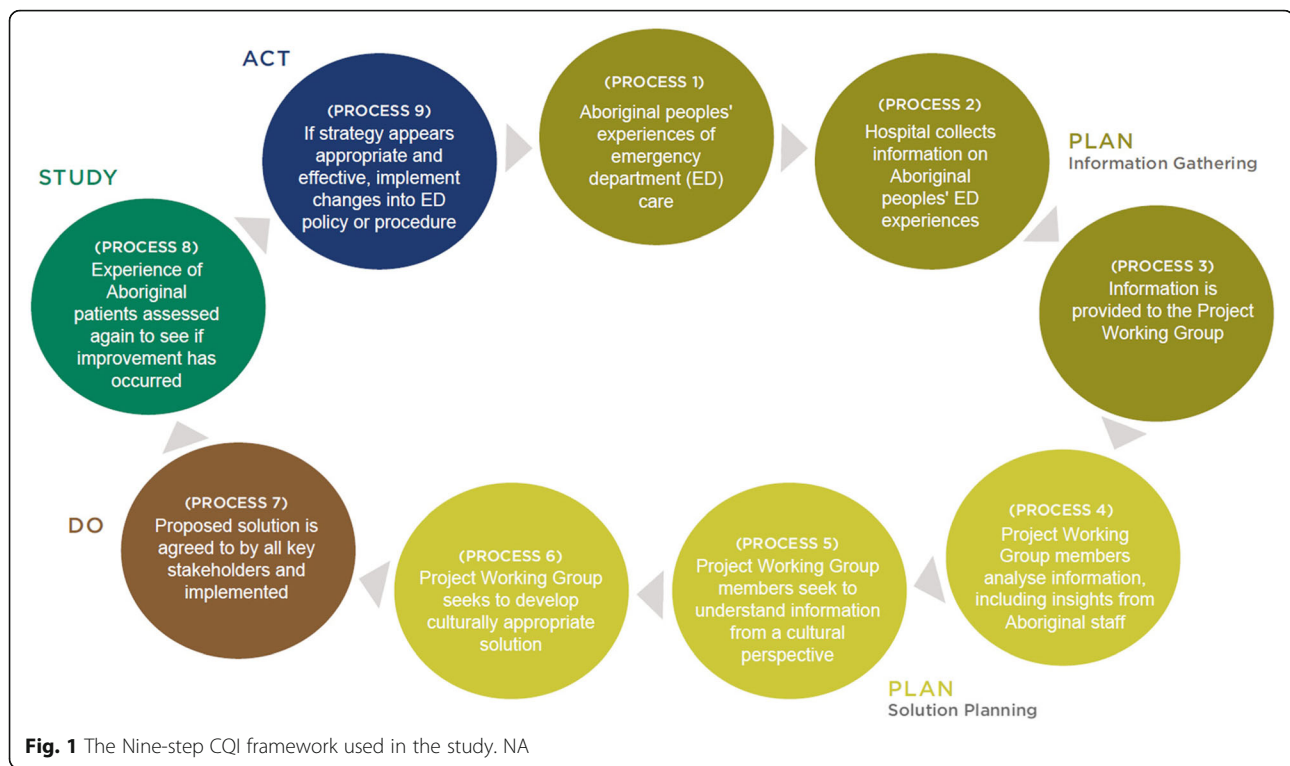 ACT
(PROCESS 9)
If strategy appears
appropriate and
effective, implement
changes into ED
policy or procedure
(PROCESS 1)
Aboriginal peoples'
experiences of
emergency
department (ED)
care
(PROCESS 2)
Hospital collects
information on
Aboriginal
peoples' ED
experiences
PLAN
Information Gathering
(PROCESS 3)
Information is
provided to the Project
Working Group
(PROCESS 4)
Project Working
Group members
analyse information,
including insights from
Aboriginal staff
(PROCESS 5)
Project Working Group
members seek to
understand information
from a cultural
perspective
PLAN
Solution Planning
(PROCESS 6)
Project Working Group
seeks to develop
culturally appropriate
solution
DO
(PROCESS 7)
Proposed solution is
agreed to by all key
stakeholders and
implemented
STUDY
(PROCESS 8)
Experience of
Aboriginal
patients assessed
again to see if
improvement has
occurred
Fig. 1 The Nine-step CQI framework used in the study. NA